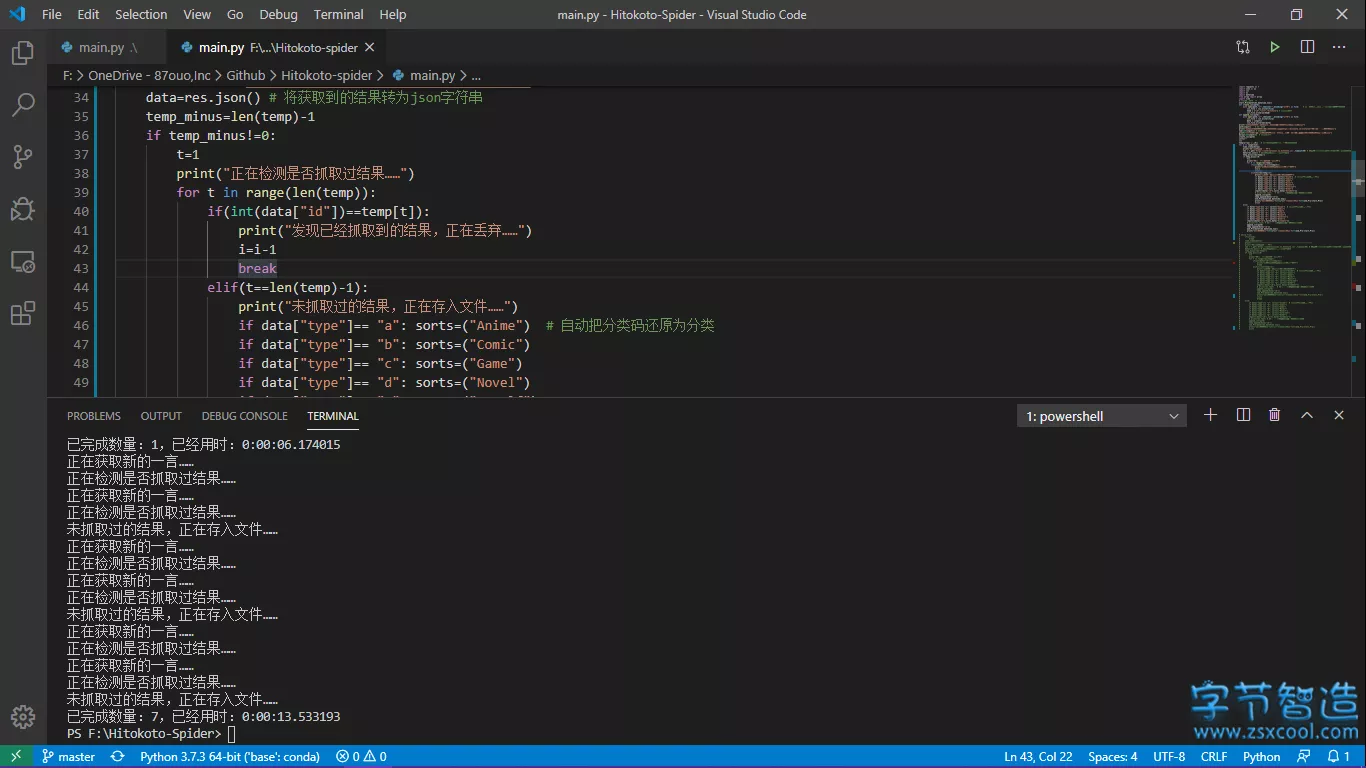 File Edit Selection View Go Debug Terminal Help
main.py - Hitokoto-Spider - Visual Studio Code
main.py .\
main.py F:\...\Hitokoto-spider
F: > OneDrive - 87ouo,Inc > Github > Hitokoto-spider > main.py > ...
34 data=res.json() # 将获取到的结果转为json字符串
35 temp_minus=len(temp)-1
36 if temp_minus!=0:
37 t=1
38 print("正在检测是否抓取过结果……")
39 for t in range(len(temp)):
40 if(int(data["id"])==temp[t]):
41 print("发现已经抓取到的结果，正在丢弃……")
42 i=i-1
43 break
44 elif(t==len(temp)-1):
45 print("未抓取过的结果，正在存入文件……")
46 if data["type"]== "a": sorts=("Anime") # 自动把分类码还原为分类
47 if data["type"]== "b": sorts=("Comic")
48 if data["type"]== "c": sorts=("Game")
49 if data["type"]== "d": sorts=("Novel")
PROBLEMS OUTPUT DEBUG CONSOLE TERMINAL
1: powershell
已完成数量：1，已经用时：0:00:06.174015
正在获取新的一言……
正在检测是否抓取过结果……
正在获取新的一言……
正在检测是否抓取过结果……
未抓取过的结果，正在存入文件……
正在获取新的一言……
正在检测是否抓取过结果……
正在获取新的一言……
正在检测是否抓取过结果……
未抓取过的结果，正在存入文件……
正在获取新的一言……
正在检测是否抓取过结果……
正在获取新的一言……
正在检测是否抓取过结果……
未抓取过的结果，正在存入文件……
已完成数量：7，已经用时：0:00:13.533193
PS F:\Hitokoto-Spider>
字节智造
www.zsxcool.com
master Python 3.7.3 64-bit ('base': conda) 0 0 Ln 43, Col 22 Spaces: 4 UTF-8 CRLF Python 1